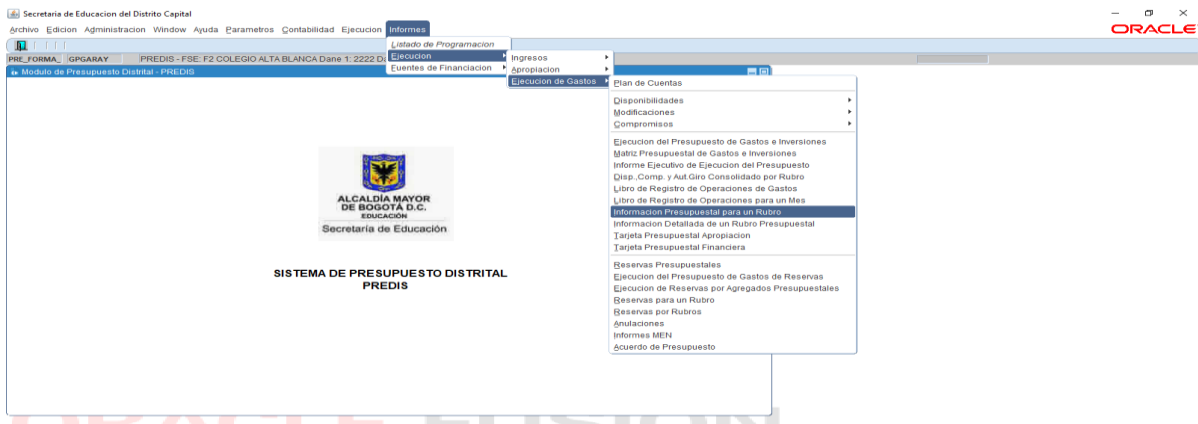 Secretaria de Educacion del Distrito Capital
Archivo Edicion Administracion Window Ayuda Parametros Contabilidad Ejecucion Informes
ORACLE
PRE_FORMA_ GPGARAY PREDIS - FSE: F2 COLEGIO ALTA BLANCA Dane 1: 2222
Modulo de Presupuesto Distrital - PREDIS
Listado de Programacion
Ejecucion
Fuentes de Financiacion
Ingresos
Apropiacion
Ejecucion de Gastos
Plan de Cuentas
Disponibilidades
Modificaciones
Compromisos
Ejecucion del Presupuesto de Gastos e Inversiones
Matriz Presupuestal de Gastos e Inversiones
Informe Ejecutivo de Ejecucion del Presupuesto
Disp.,Comp. y Aut.Giro Consolidado por Rubro
Libro de Registro de Operaciones de Gastos
Libro de Registro de Operaciones para un Mes
Informacion Presupuestal para un Rubro
Informacion Detallada de un Rubro Presupuestal
Tarjeta Presupuestal Apropiacion
Tarjeta Presupuestal Financiera
Reservas Presupuestales
Ejecucion del Presupuesto de Gastos de Reservas
Ejecucion de Reservas por Agregados Presupuestales
Reservas para un Rubro
Reservas por Rubros
Anulaciones
Informes MEN
Acuerdo de Presupuesto
ALCALDÍA MAYOR
DE BOGOTÁ D.C.
EDUCACIÓN
Secretaría de Educación
SISTEMA DE PRESUPUESTO DISTRITAL
PREDIS